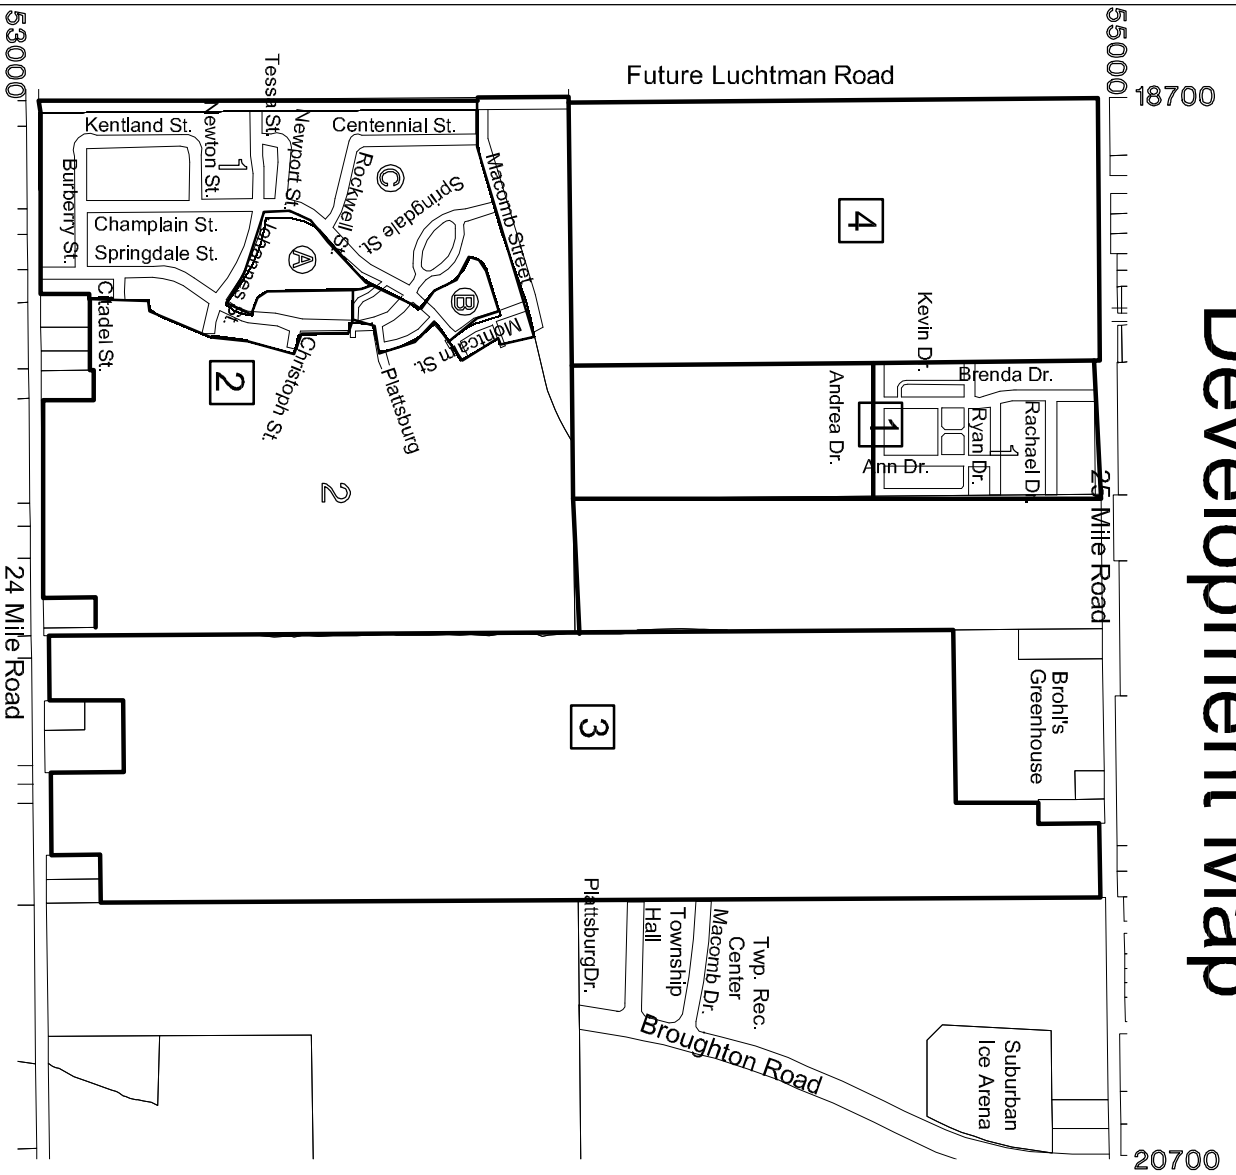 53000
55000
Future Luchtman Road
18700
Development Map
Tessa St.
Kentland St.
Newton St.
1
Newport St.
Centennial St.
Burberry St.
Rockwell St.
C
Springdale St.
Macomb Street
Champlain St.
Springdale St.
Johannes St.
A
B
Montcalm St.
Citadel St.
2
Christoph St.
Plattsburg
2
4
Kevin Dr.
Brenda Dr.
Andrea Dr.
1
Ann Dr.
Ryan Dr.
1
Rachael Dr.
25 Mile Road
24 Mile Road
3
Brohl's
Greenhouse
PlattsburgDr.
Township
Hall
Macomb Dr.
Twp. Rec.
Center
Broughton Road
Suburban
Ice Arena
20700